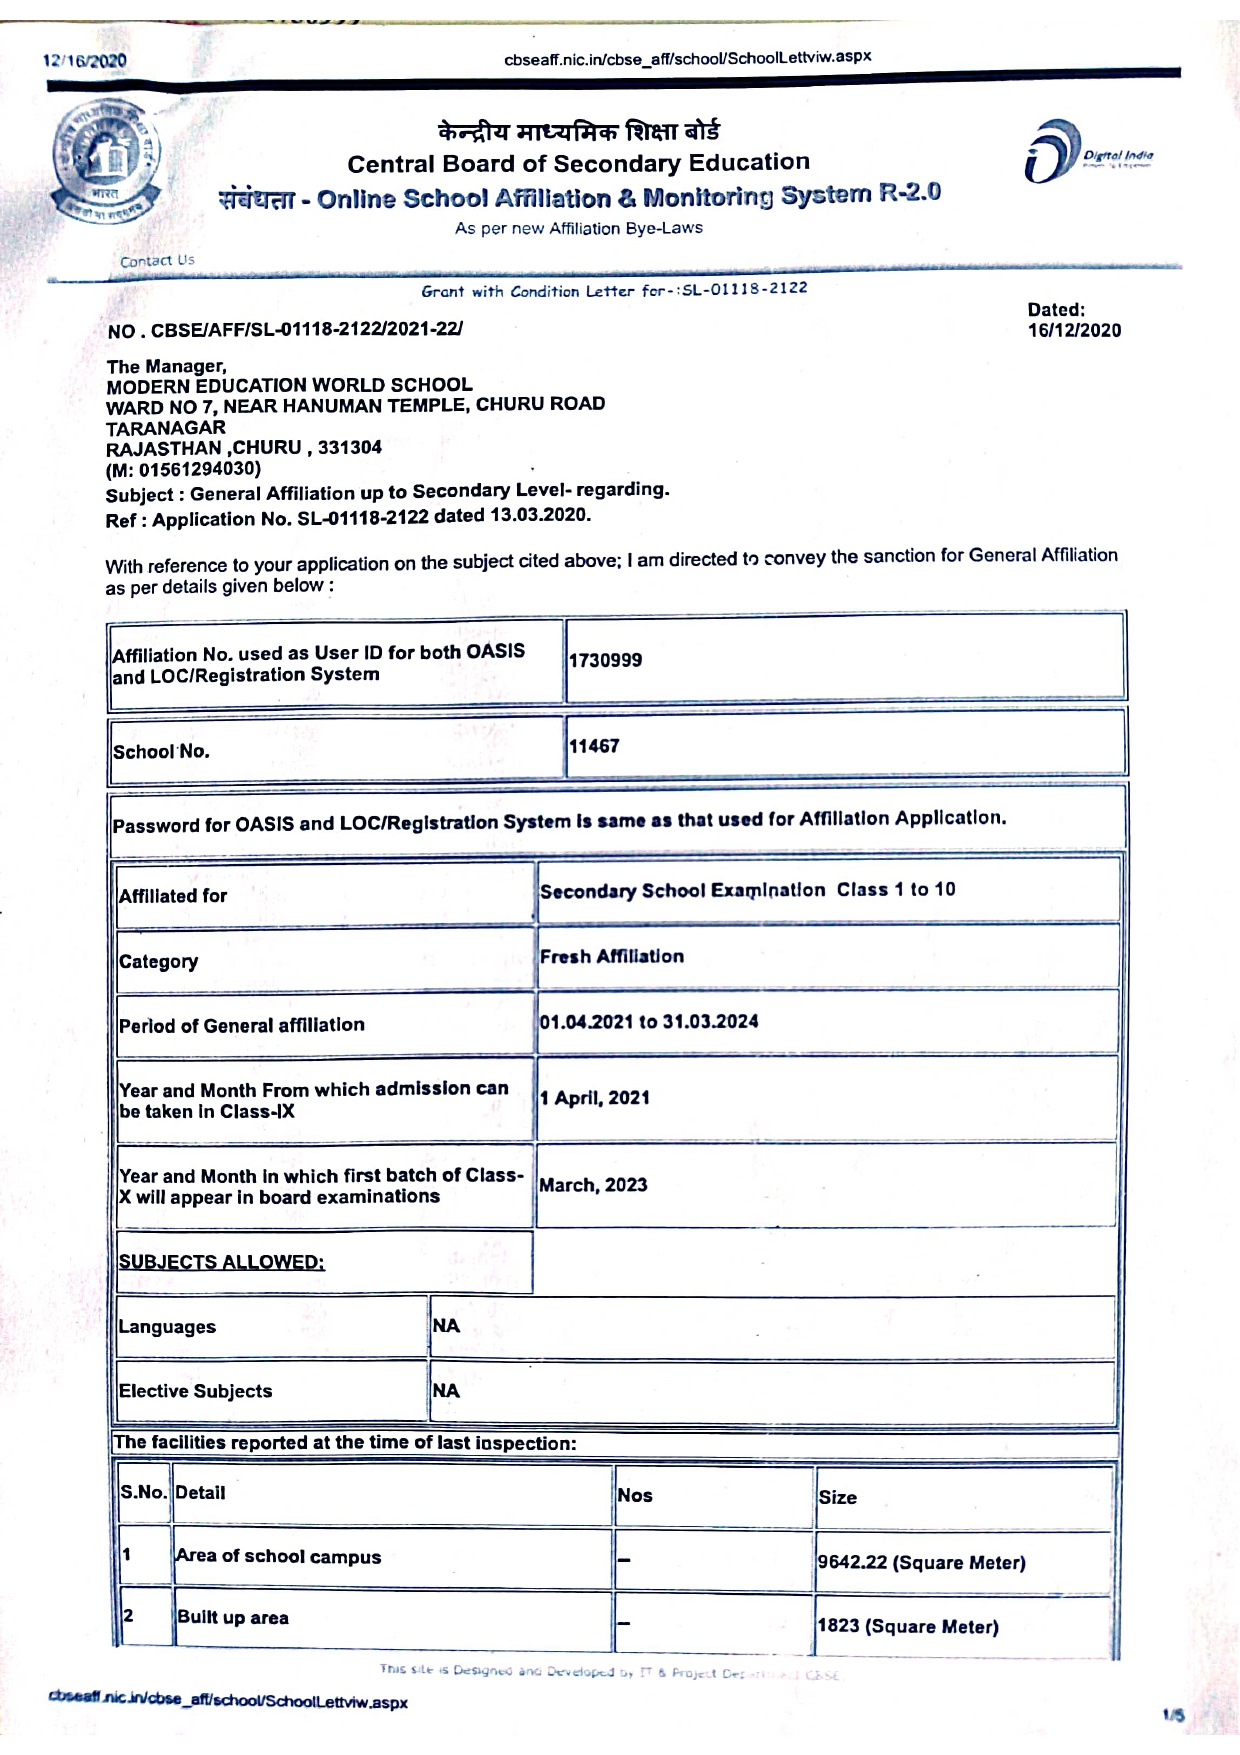 12/16/2020
cbseaff.nic.in/cbse_aff/school/SchoolLettviw.aspx
केन्द्रीय माध्यमिक शिक्षा बोर्ड
Central Board of Secondary Education
संबंधता - Online School Affiliation & Monitoring System R-2.0
As per new Affiliation Bye-Laws
भारत
Digital India
Contact Us
Grant with Condition Letter for-:SL-01118-2122
Dated:
NO . CBSE/AFF/SL-01118-2122/2021-22/ 16/12/2020
The Manager,
MODERN EDUCATION WORLD SCHOOL
WARD NO 7, NEAR HANUMAN TEMPLE, CHURU ROAD
TARANAGAR
RAJASTHAN ,CHURU , 331304
(M: 01561294030)
Subject : General Affiliation up to Secondary Level- regarding.
Ref : Application No. SL-01118-2122 dated 13.03.2020.
With reference to your application on the subject cited above; I am directed to convey the sanction for General Affiliation
as per details given below :
Affiliation No. used as User ID for both OASIS
and LOC/Registration System
1730999
School No. 11467
Password for OASIS and LOC/Registration System is same as that used for Affiliation Application.
Affiliated for Secondary School Examination Class 1 to 10
Category Fresh Affiliation
Period of General affiliation 01.04.2021 to 31.03.2024
Year and Month From which admission can
be taken in Class-IX
1 April, 2021
Year and Month in which first batch of Class-
X will appear in board examinations
March, 2023
SUBJECTS ALLOWED:
Languages NA
Elective Subjects NA
The facilities reported at the time of last inspection:
S.No. Detail Nos Size
1 Area of school campus – 9642.22 (Square Meter)
2 Built up area – 1823 (Square Meter)
This site is Designed and Developed by IT & Project CBSE
cbseaff.nic.in/cbse_aff/school/SchoolLettviw.aspx
1/5